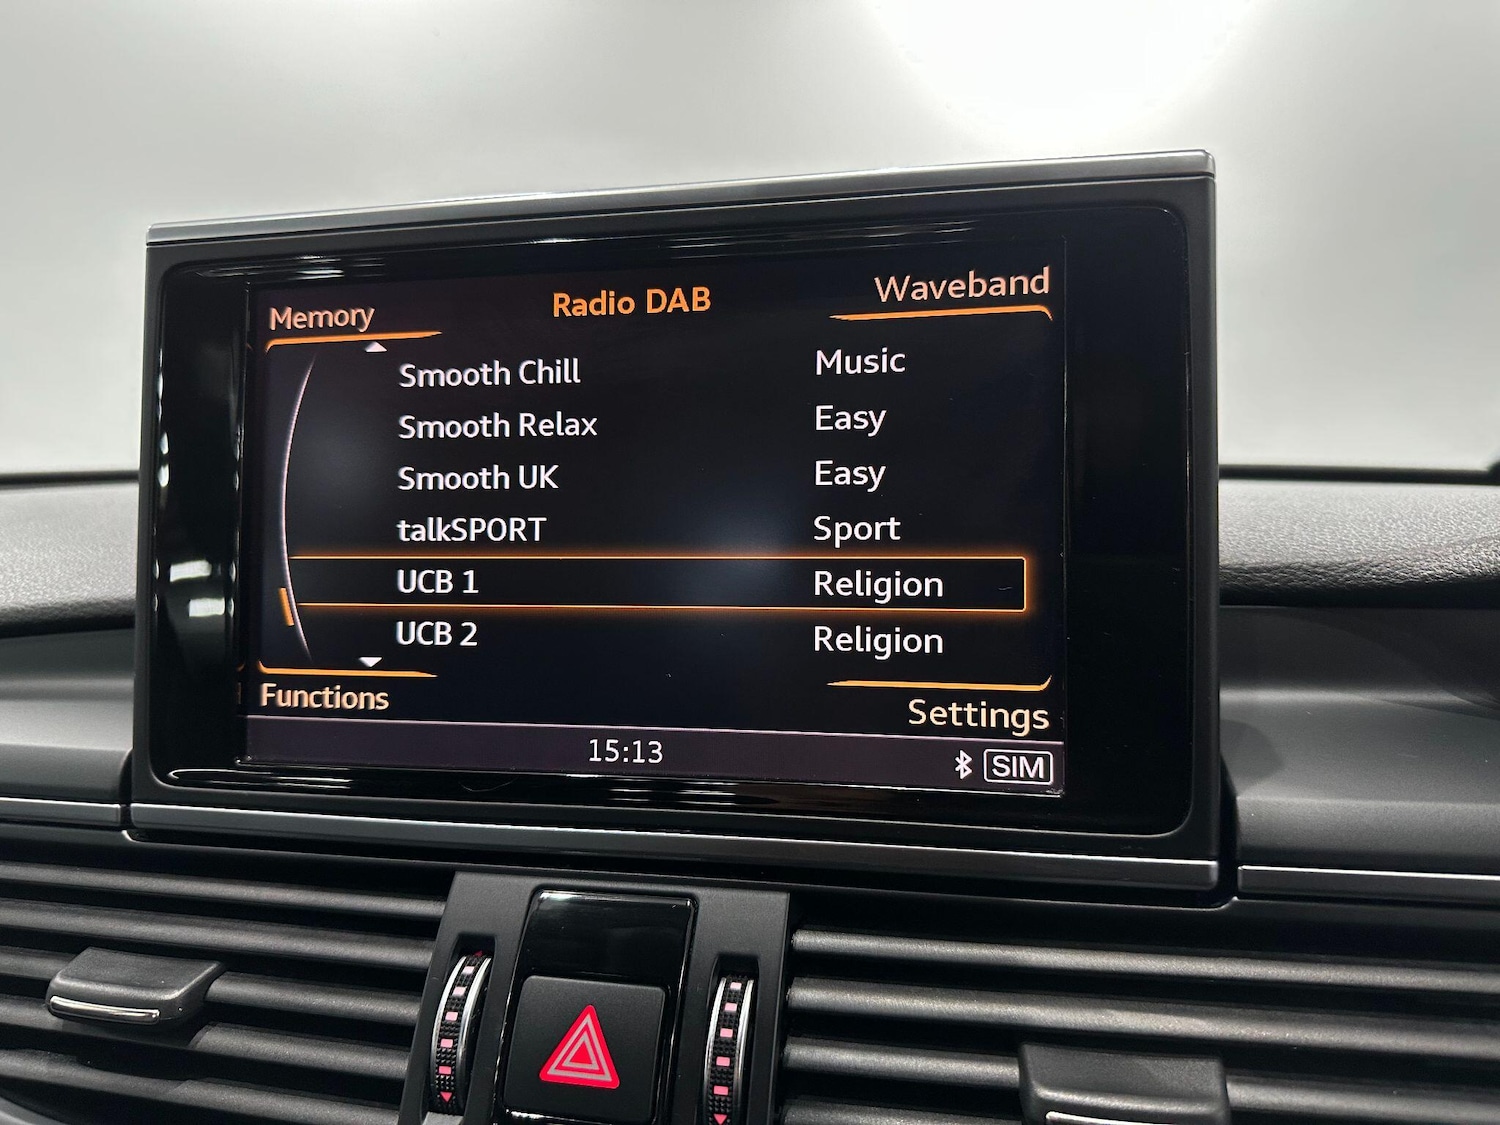 Memory Radio DAB Waveband
Smooth Chill Music
Smooth Relax Easy
Smooth UK Easy
talkSPORT Sport
UCB 1 Religion
UCB 2 Religion
Functions Settings
15:13 SIM